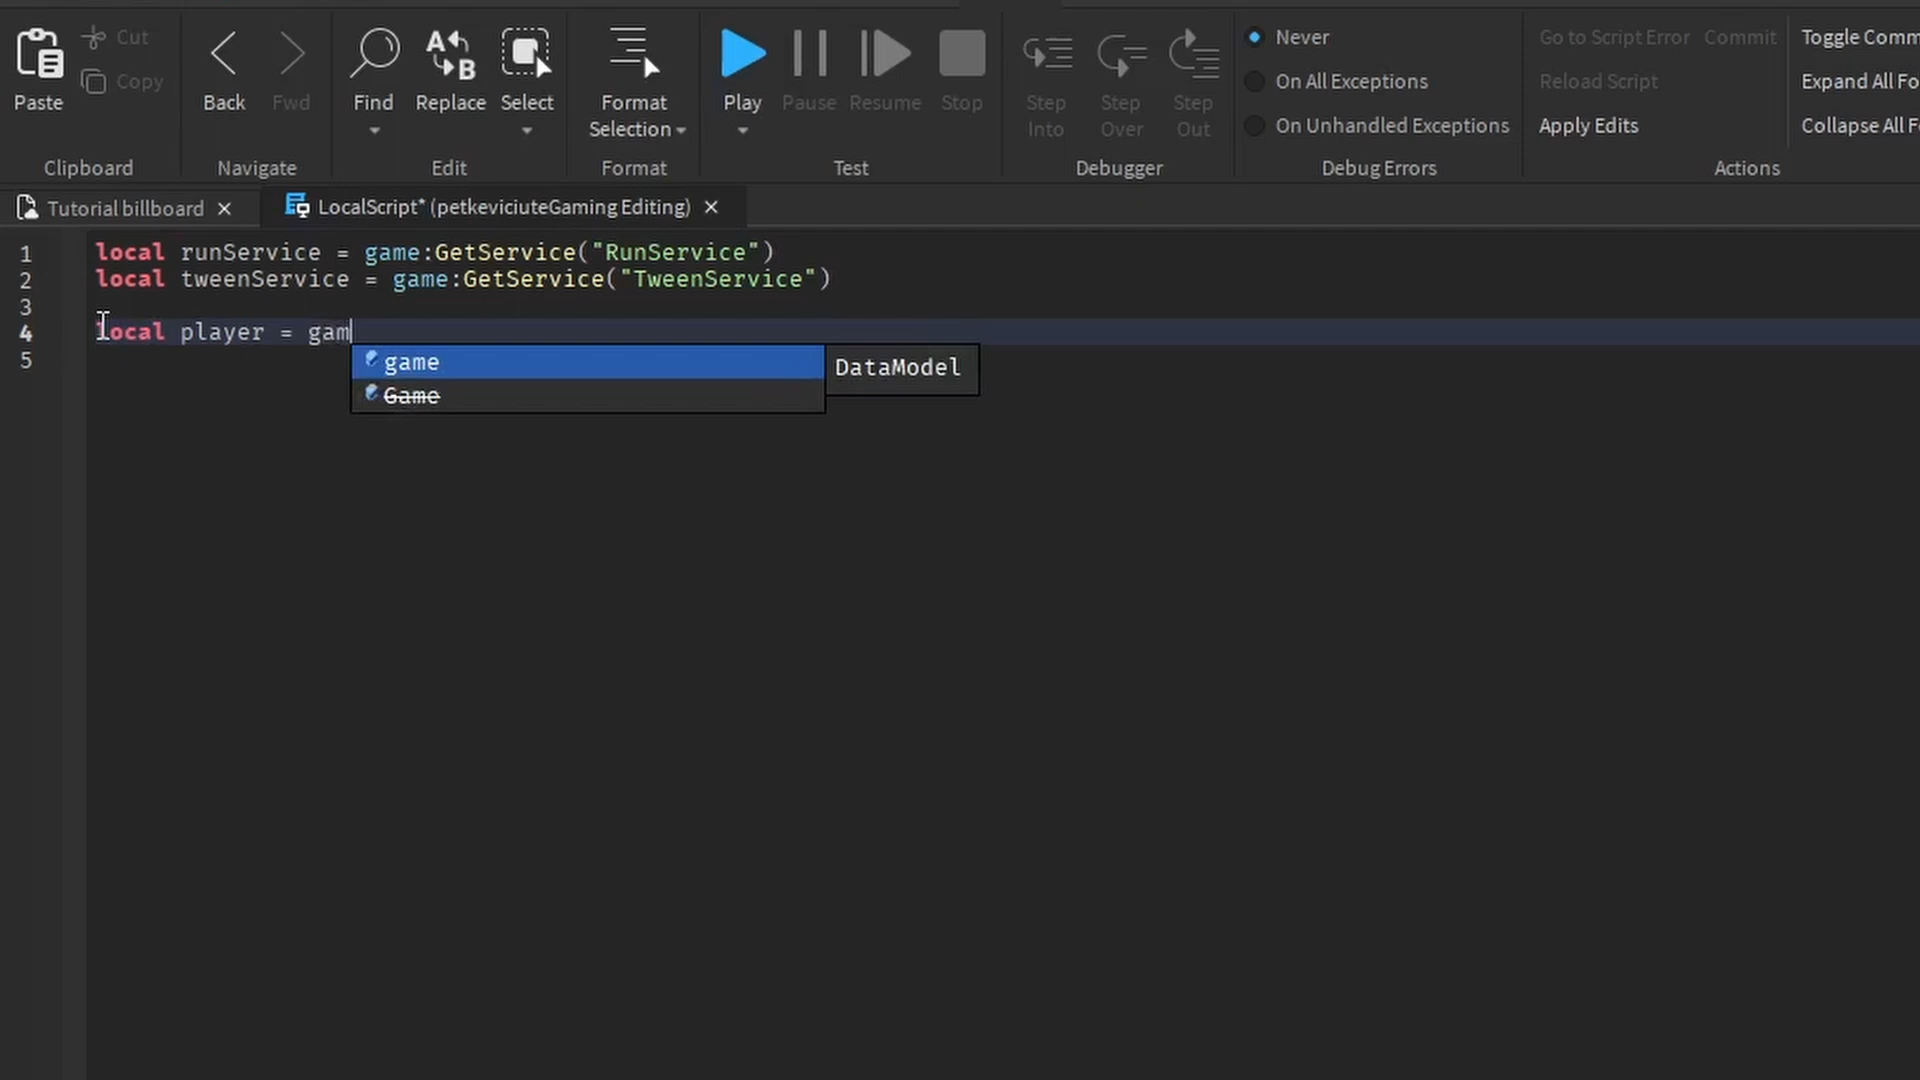 Paste
Cut
Copy
Clipboard
Back
Fwd
Navigate
Find
Replace
Select
Edit
Format
Selection
Format
Play
Pause
Resume
Stop
Test
Step
Into
Step
Over
Step
Out
Debugger
Never
On All Exceptions
On Unhandled Exceptions
Debug Errors
Go to Script Error
Commit
Reload Script
Apply Edits
Toggle Comm
Expand All Fo
Collapse All F
Actions
Tutorial billboard
LocalScript* (petkeviciuteGaming Editing)
1 local runService = game:GetService("RunService")
2 local tweenService = game:GetService("TweenService")
3
4 local player = gam
5
game
Game
DataModel